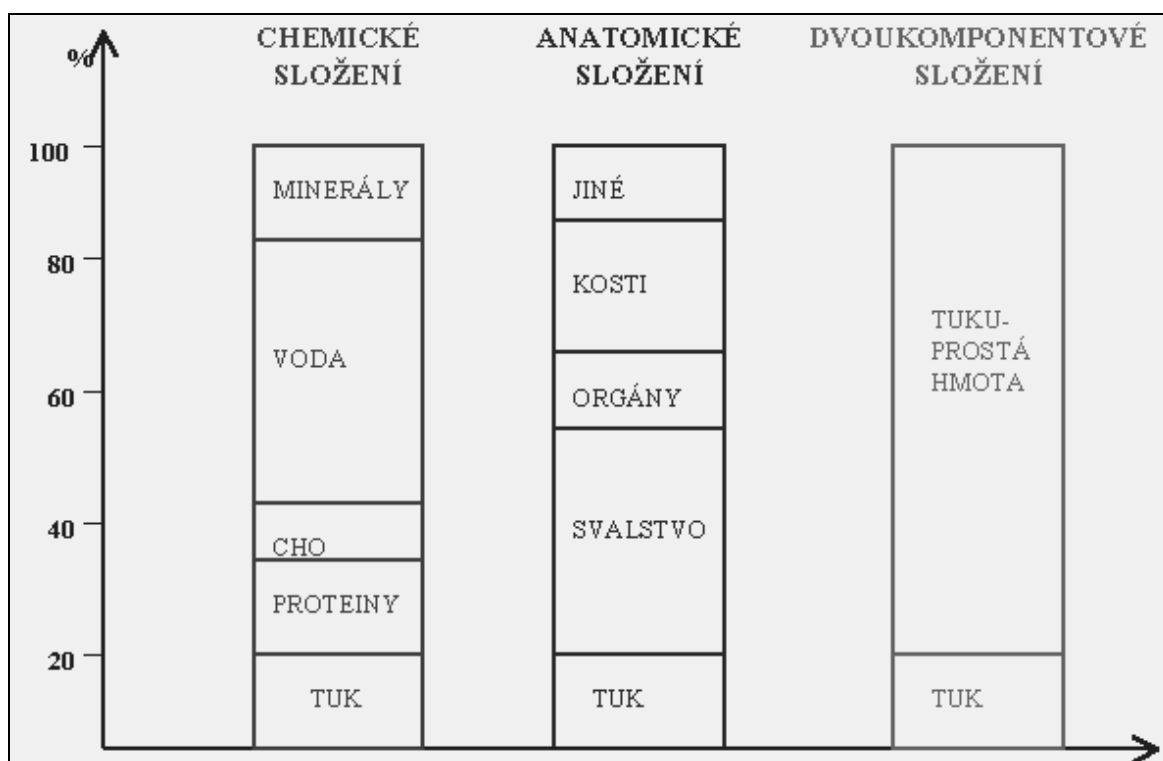 %
CHEMICKÉ
SLOŽENÍ
ANATOMICKÉ
SLOŽENÍ
DVOUKOMPONENTOVÉ
SLOŽENÍ
100
80
60
40
20
MINERÁLY
VODA
CHO
PROTEINY
TUK
JINÉ
KOSTI
ORGÁNY
SVALSTVO
TUK
TUKU-
PROSTÁ
HMOTA
TUK